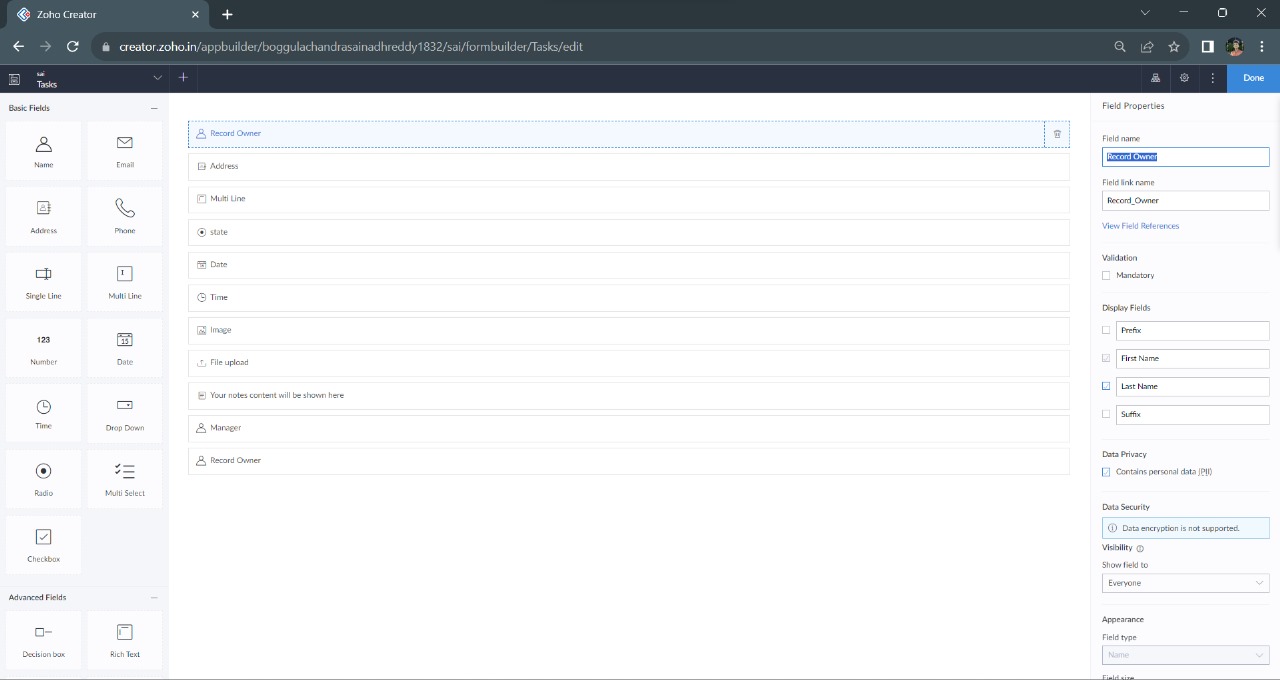 Zoho Creator
creator.zoho.in/appbuilder/boggulachandrasainadhreddy1832/sai/formbuilder/Tasks/edit
sai
Tasks
Done
Basic Fields
Name
Email
Address
Phone
Single Line
Multi Line
123
Number
15
Date
Time
Drop Down
Radio
Multi Select
Checkbox
Advanced Fields
Decision box
Rich Text
Record Owner
Address
Multi Line
state
Date
Time
Image
File upload
Your notes content will be shown here
Manager
Record Owner
Field Properties
Field name
Record Owner
Field link name
Record_Owner
View Field References
Validation
Mandatory
Display Fields
Prefix
First Name
Last Name
Suffix
Data Privacy
Contains personal data (PII)
Data Security
Data encryption is not supported.
Visibility
Show field to
Everyone
Appearance
Field type
Name
Field size